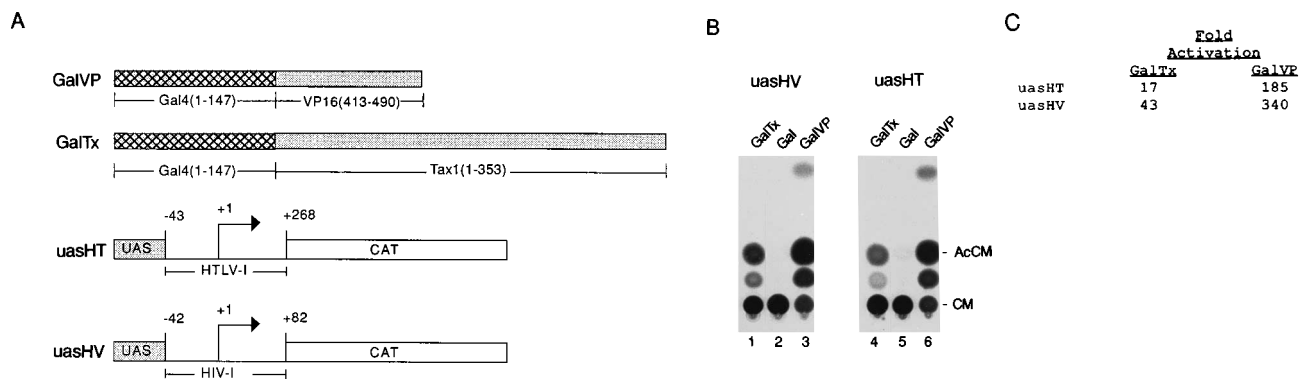 A
GalVP
Gal4(1-147)
VP16(413-490)
GalTx
Gal4(1-147)
Tax1(1-353)
-43
+1
+268
uasHT
UAS
CAT
HTLV-I
-42
+1
+82
uasHV
UAS
CAT
HIV-I
B
uasHV
uasHT
GalTx Gal GalVP
GalTx Gal GalVP
- AcCM
- CM
1 2 3
4 5 6
C
Fold
Activation
GalTx GalVP
uasHT 17 185
uasHV 43 340